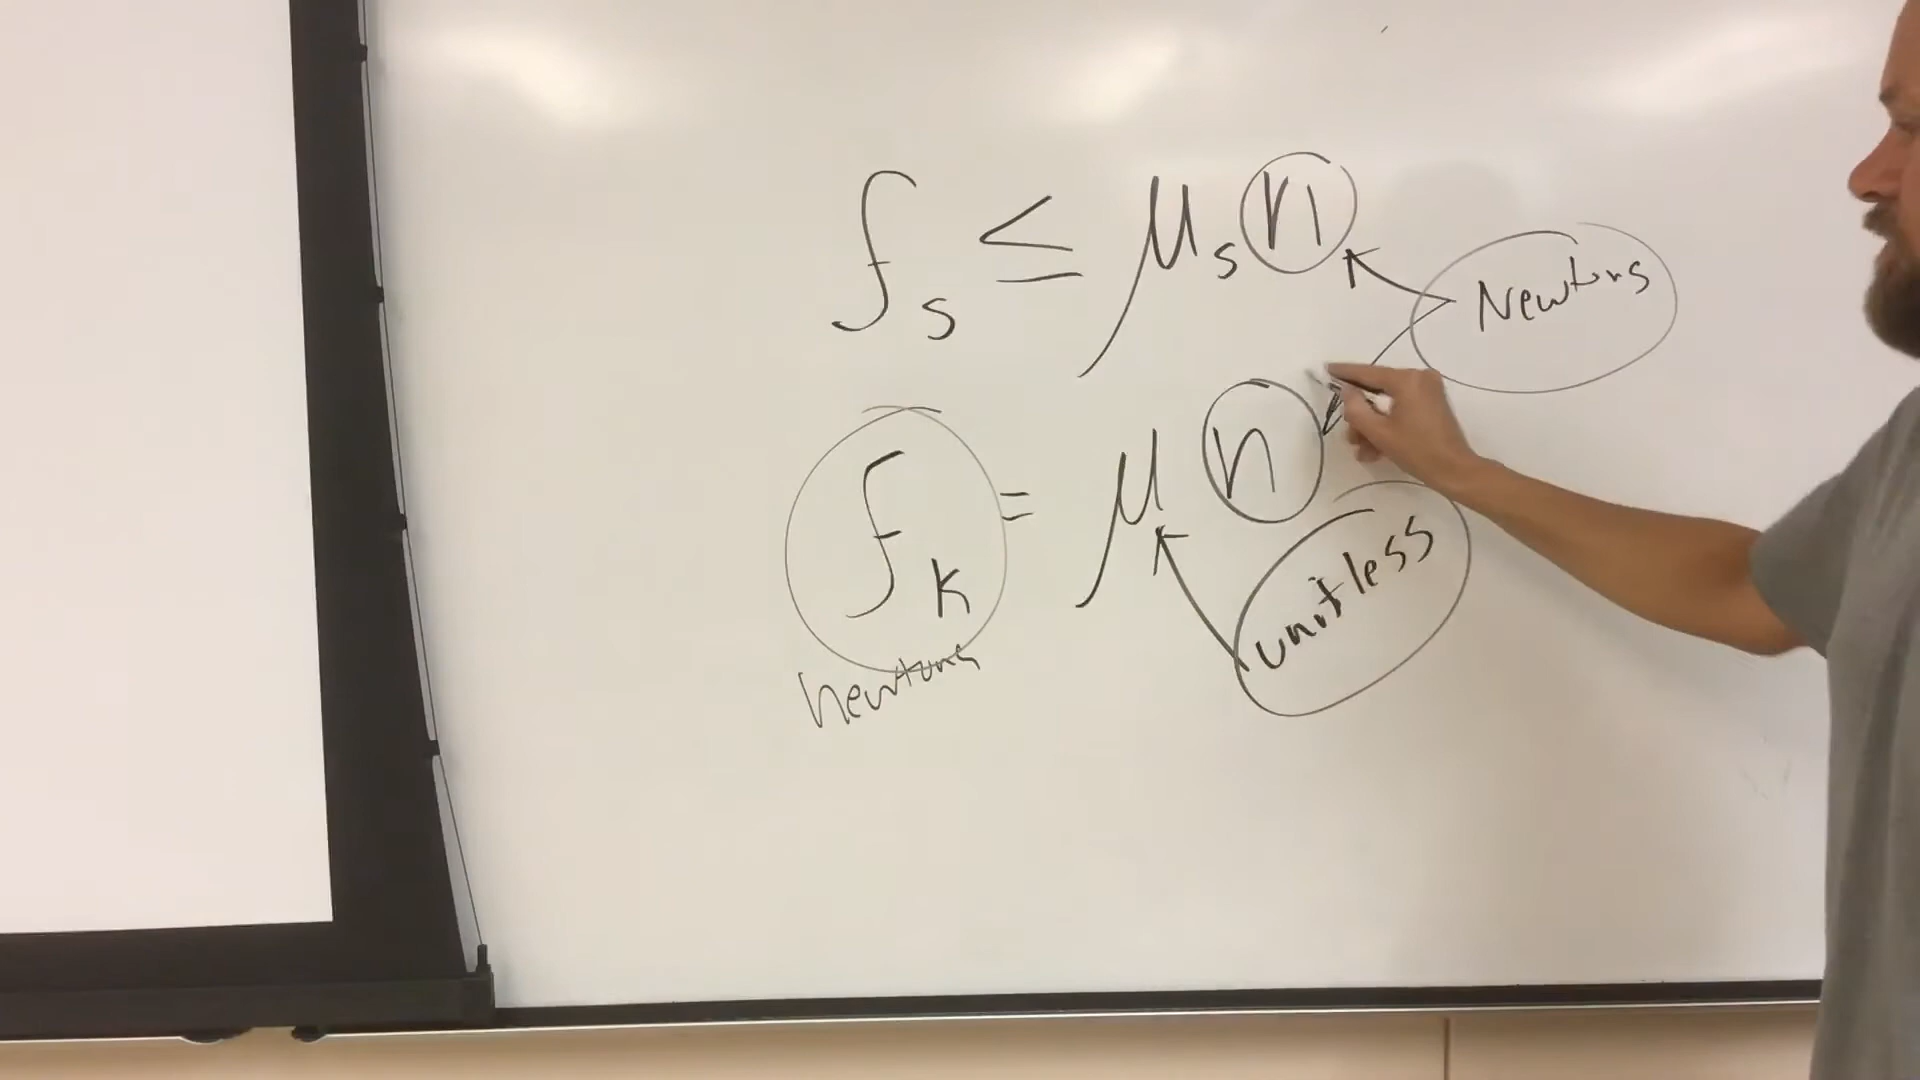 fs ≤ μs n
Newtons
fk = μ n
unitless
newtons